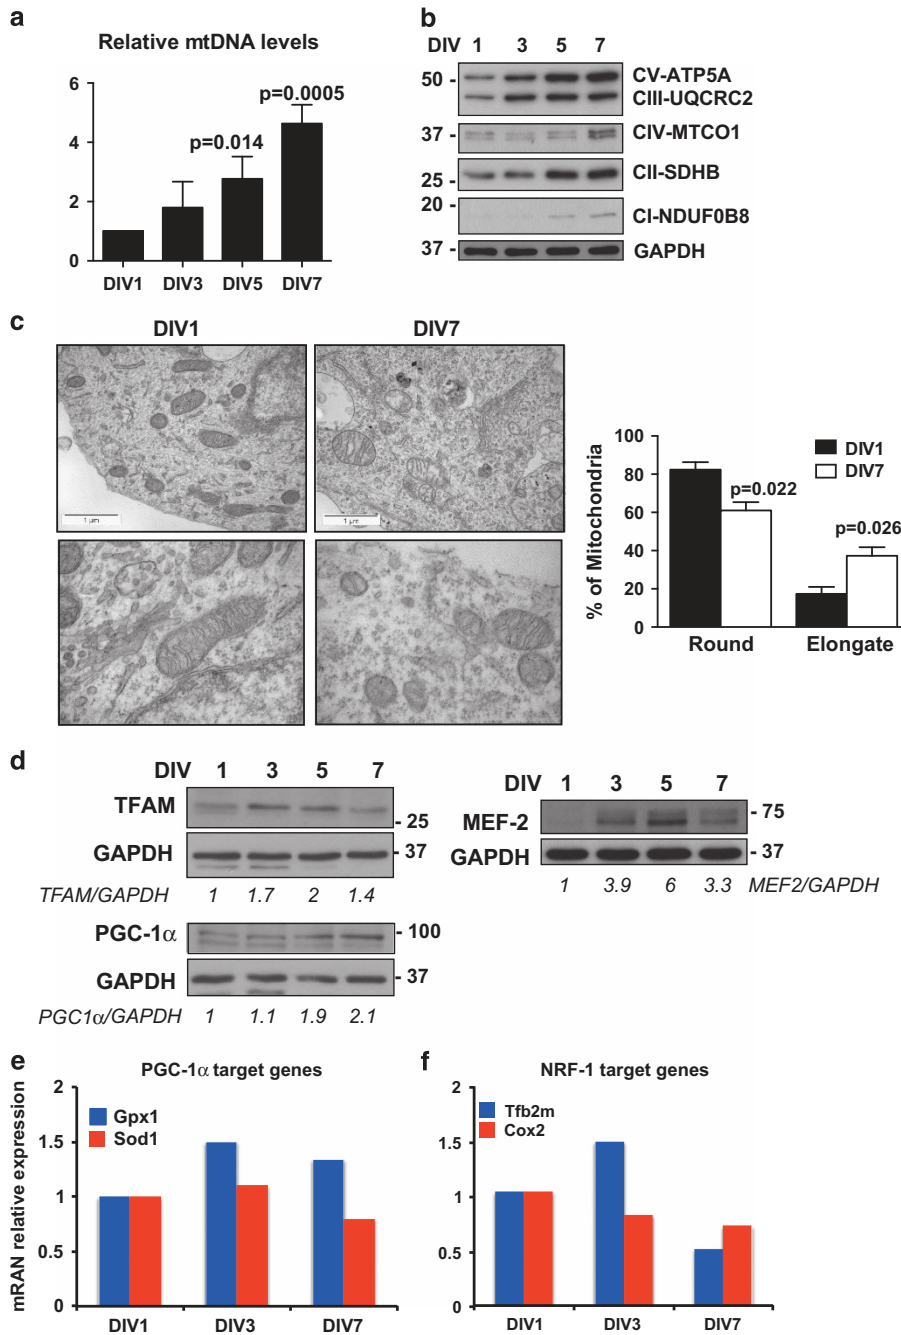 a
Relative mtDNA levels
6
4
2
0
p=0.014
p=0.0005
DIV1 DIV3 DIV5 DIV7
b
DIV 1 3 5 7
50 -
CV-ATP5A
CIII-UQCRC2
37 -
CIV-MTCO1
25 -
CII-SDHB
20 -
CI-NDUF0B8
37 -
GAPDH
c
DIV1 DIV7
1 µm
1 µm
% of Mitochondria
100
80
60
40
20
0
DIV1
DIV7
p=0.022
p=0.026
Round Elongate
d
DIV 1 3 5 7
TFAM
- 25
GAPDH
- 37
TFAM/GAPDH 1 1.7 2 1.4
PGC-1α
- 100
GAPDH
- 37
PGC1α/GAPDH 1 1.1 1.9 2.1
DIV 1 3 5 7
MEF-2
- 75
GAPDH
- 37
1 3.9 6 3.3 MEF2/GAPDH
e
PGC-1α target genes
mRAN relative expression
2
1.5
1
0.5
0
Gpx1
Sod1
DIV1 DIV3 DIV7
f
NRF-1 target genes
2
1.5
1
0.5
0
Tfb2m
Cox2
DIV1 DIV3 DIV7